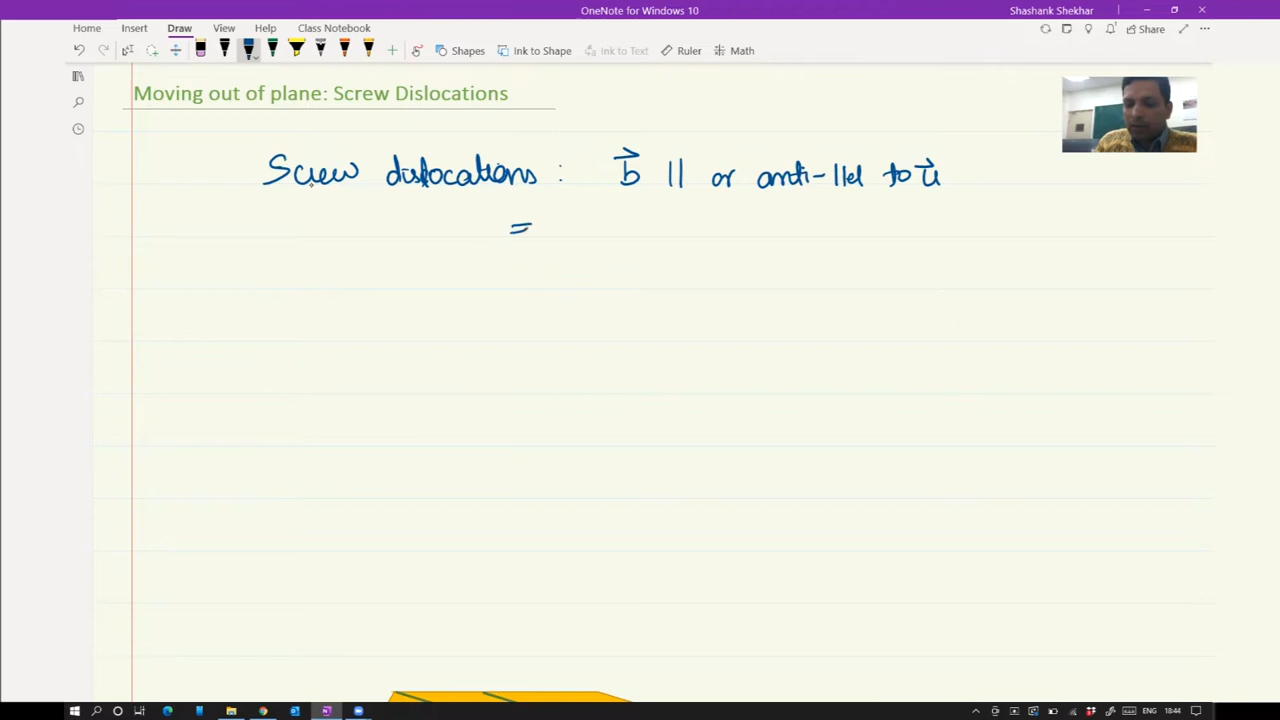 OneNote for Windows 10
Shashank Shekhar
Home Insert Draw View Help Class Notebook
Share
Shapes Ink to Shape Ink to Text Ruler Math
Moving out of plane: Screw Dislocations
Screw dislocations : b⃗ || or anti-||el to u⃗
=
ENG 18:44